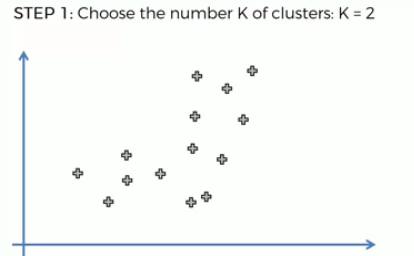 STEP 1: Choose the number K of clusters: K = 2